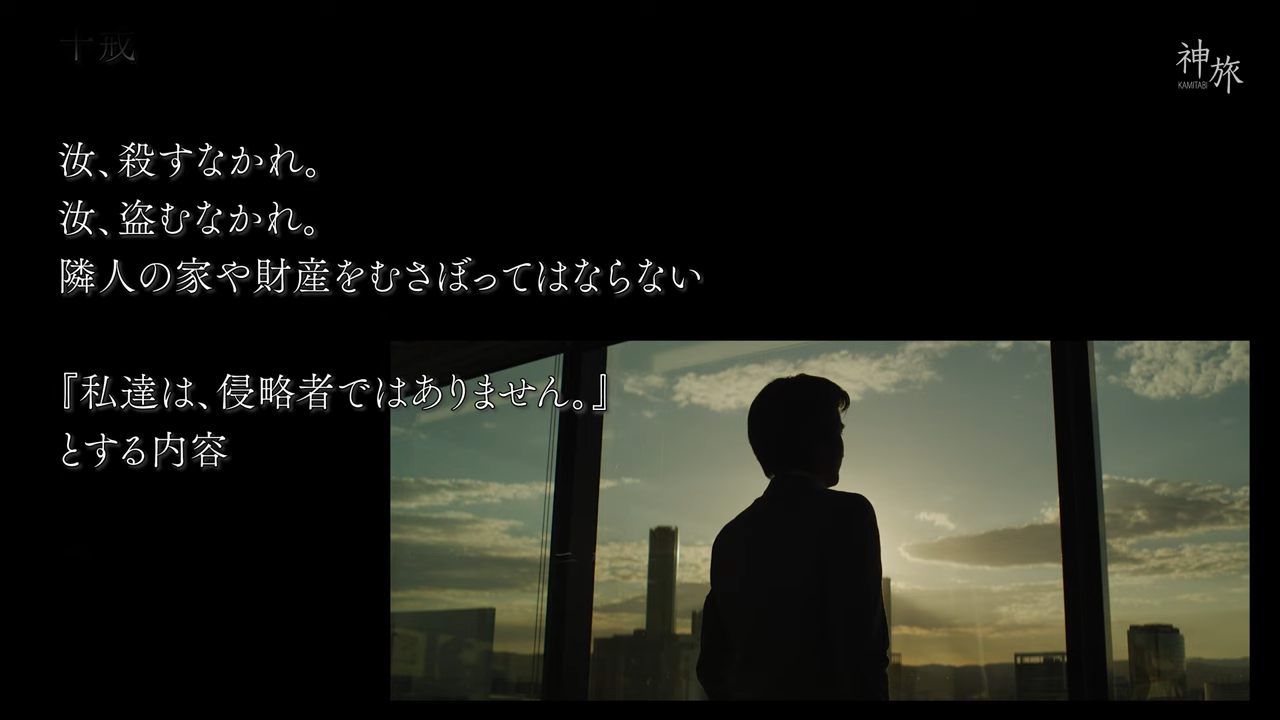 十戒
神旅
KAMITABI
汝、殺すなかれ。
汝、盗むなかれ。
隣人の家や財産をむさぼってはならない
『私達は、侵略者ではありません。』
とする内容